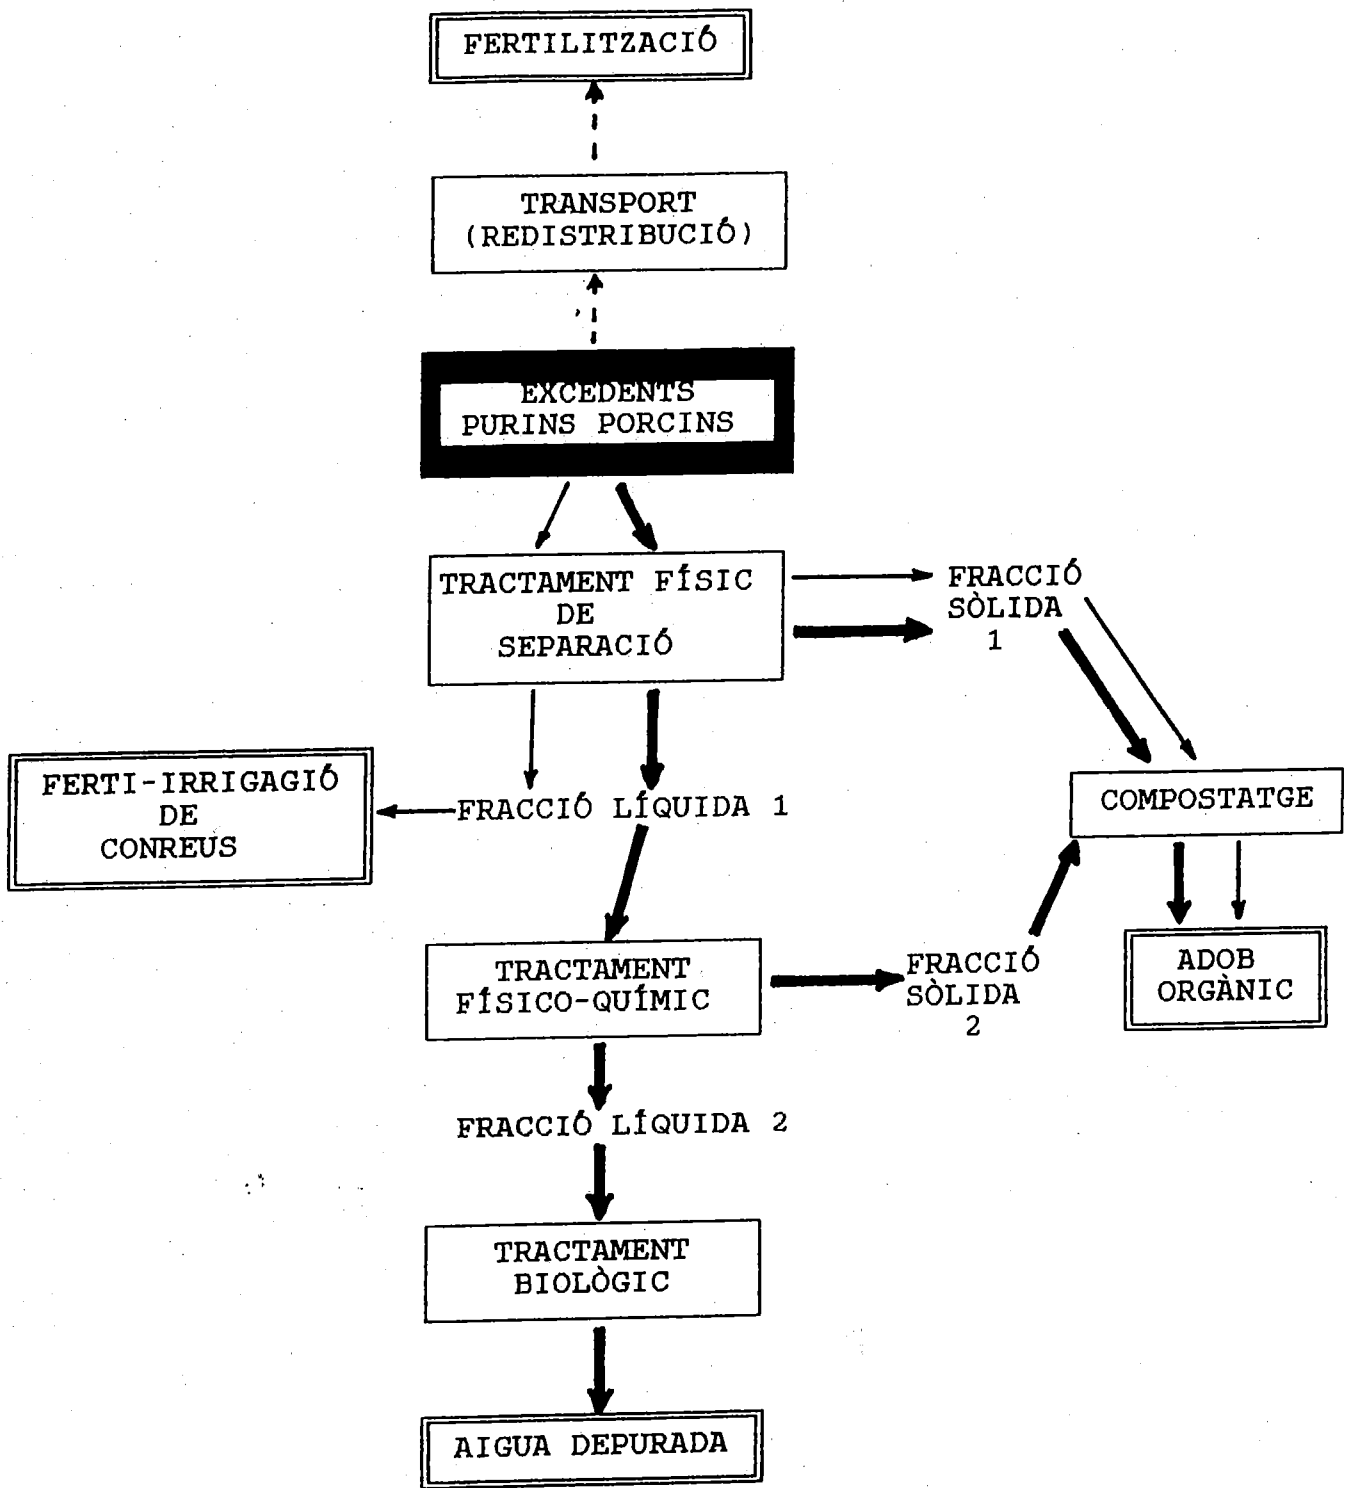 FERTILITZACIÓ
TRANSPORT
(REDISTRIBUCIÓ)
EXCEDENTS
PURINS PORCINS
TRACTAMENT FÍSIC
DE
SEPARACIÓ
FRACCIÓ
SÒLIDA
1
FERTI-IRRIGAGIÓ
DE
CONREUS
FRACCIÓ LÍQUIDA 1
COMPOSTATGE
TRACTAMENT
FÍSICO-QUÍMIC
FRACCIÓ
SÒLIDA
2
ADOB
ORGÀNIC
FRACCIÓ LÍQUIDA 2
TRACTAMENT
BIOLÒGIC
AIGUA DEPURADA